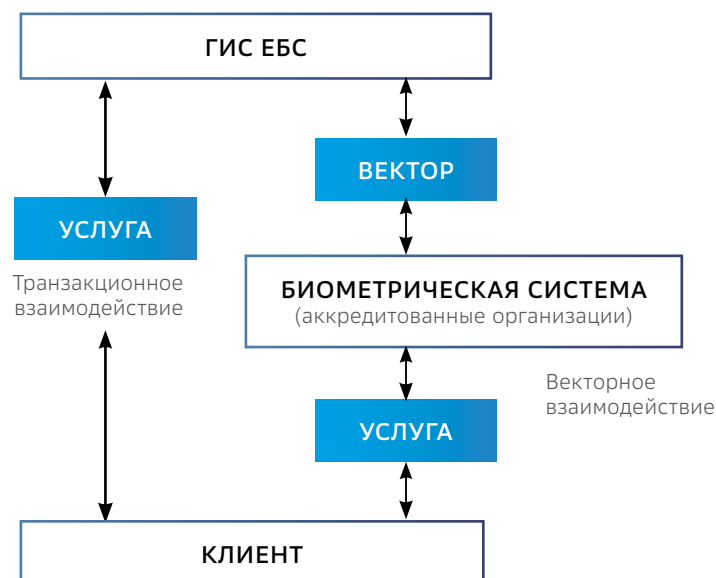 ГИС ЕБС
ВЕКТОР
УСЛУГА
Транзакционное
взаимодействие
БИОМЕТРИЧЕСКАЯ СИСТЕМА
(аккредитованные организации)
Векторное
взаимодействие
УСЛУГА
КЛИЕНТ